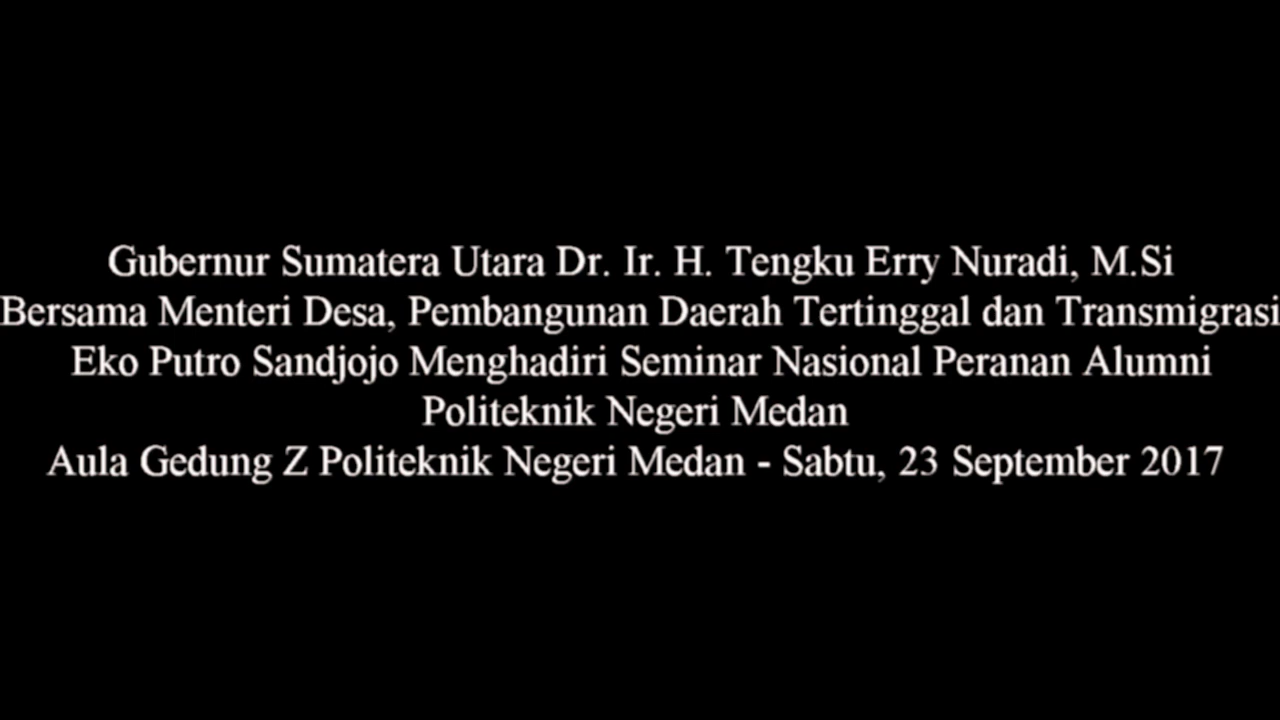 Gubernur Sumatera Utara Dr. Ir. H. Tengku Erry Nuradi, M.Si
Bersama Menteri Desa, Pembangunan Daerah Tertinggal dan Transmigrasi
Eko Putro Sandjojo Menghadiri Seminar Nasional Peranan Alumni
Politeknik Negeri Medan
Aula Gedung Z Politeknik Negeri Medan - Sabtu, 23 September 2017